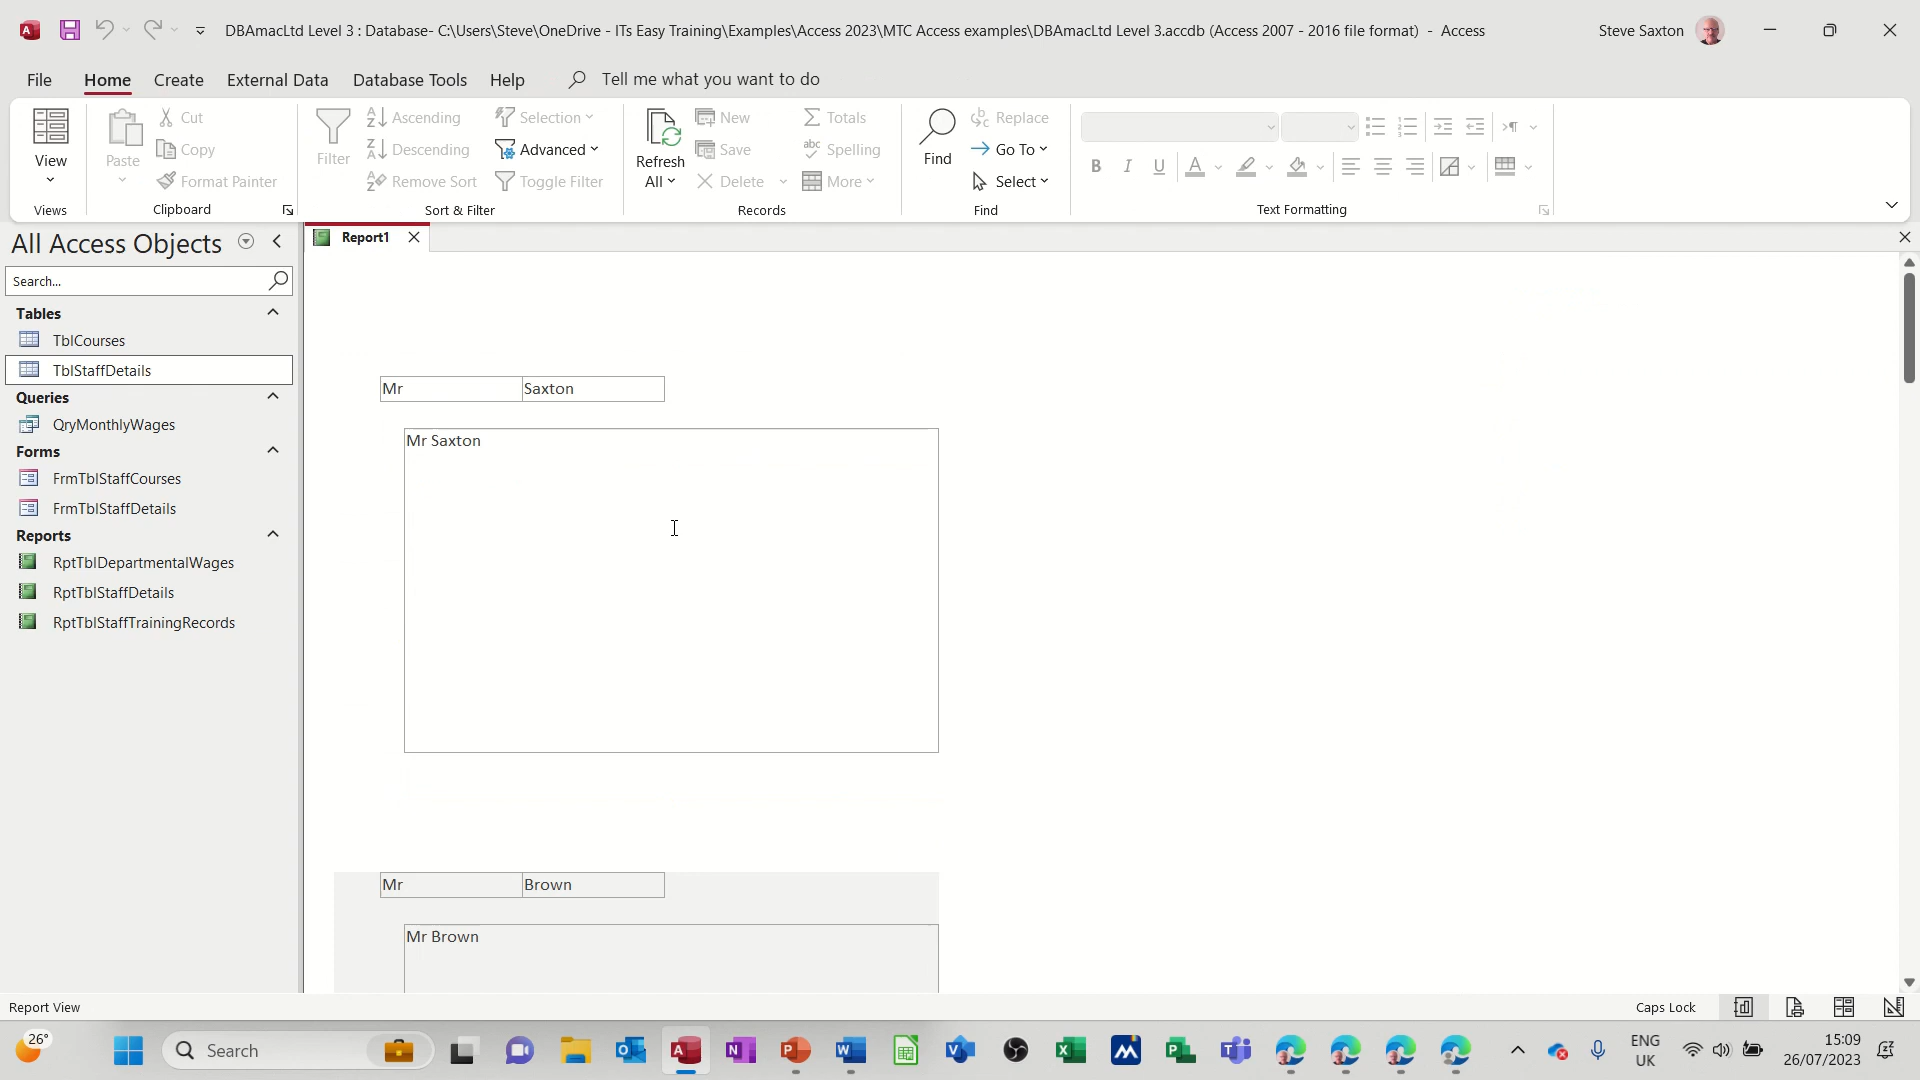 DBAmacLtd Level 3 : Database- C:\Users\Steve\OneDrive - ITs Easy Training\Examples\Access 2023\MTC Access examples\DBAmacLtd Level 3.accdb (Access 2007 - 2016 file format) - Access
Steve Saxton
File Home Create External Data Database Tools Help Tell me what you want to do
View
Views
Paste
Cut
Copy
Format Painter
Clipboard
Filter
Ascending
Descending
Remove Sort
Selection
Advanced
Toggle Filter
Sort & Filter
Refresh
All
New
Save
Delete
Totals
Spelling
More
Records
Find
Replace
Go To
Select
Find
B I U A
Text Formatting
All Access Objects
Search...
Tables
TblCourses
TblStaffDetails
Queries
QryMonthlyWages
Forms
FrmTblStaffCourses
FrmTblStaffDetails
Reports
RptTblDepartmentalWages
RptTblStaffDetails
RptTblStaffTrainingRecords
Report1
Mr Saxton
Mr Saxton
Mr Brown
Mr Brown
Report View
Caps Lock
26°
Search
ENG
UK
15:09
26/07/2023